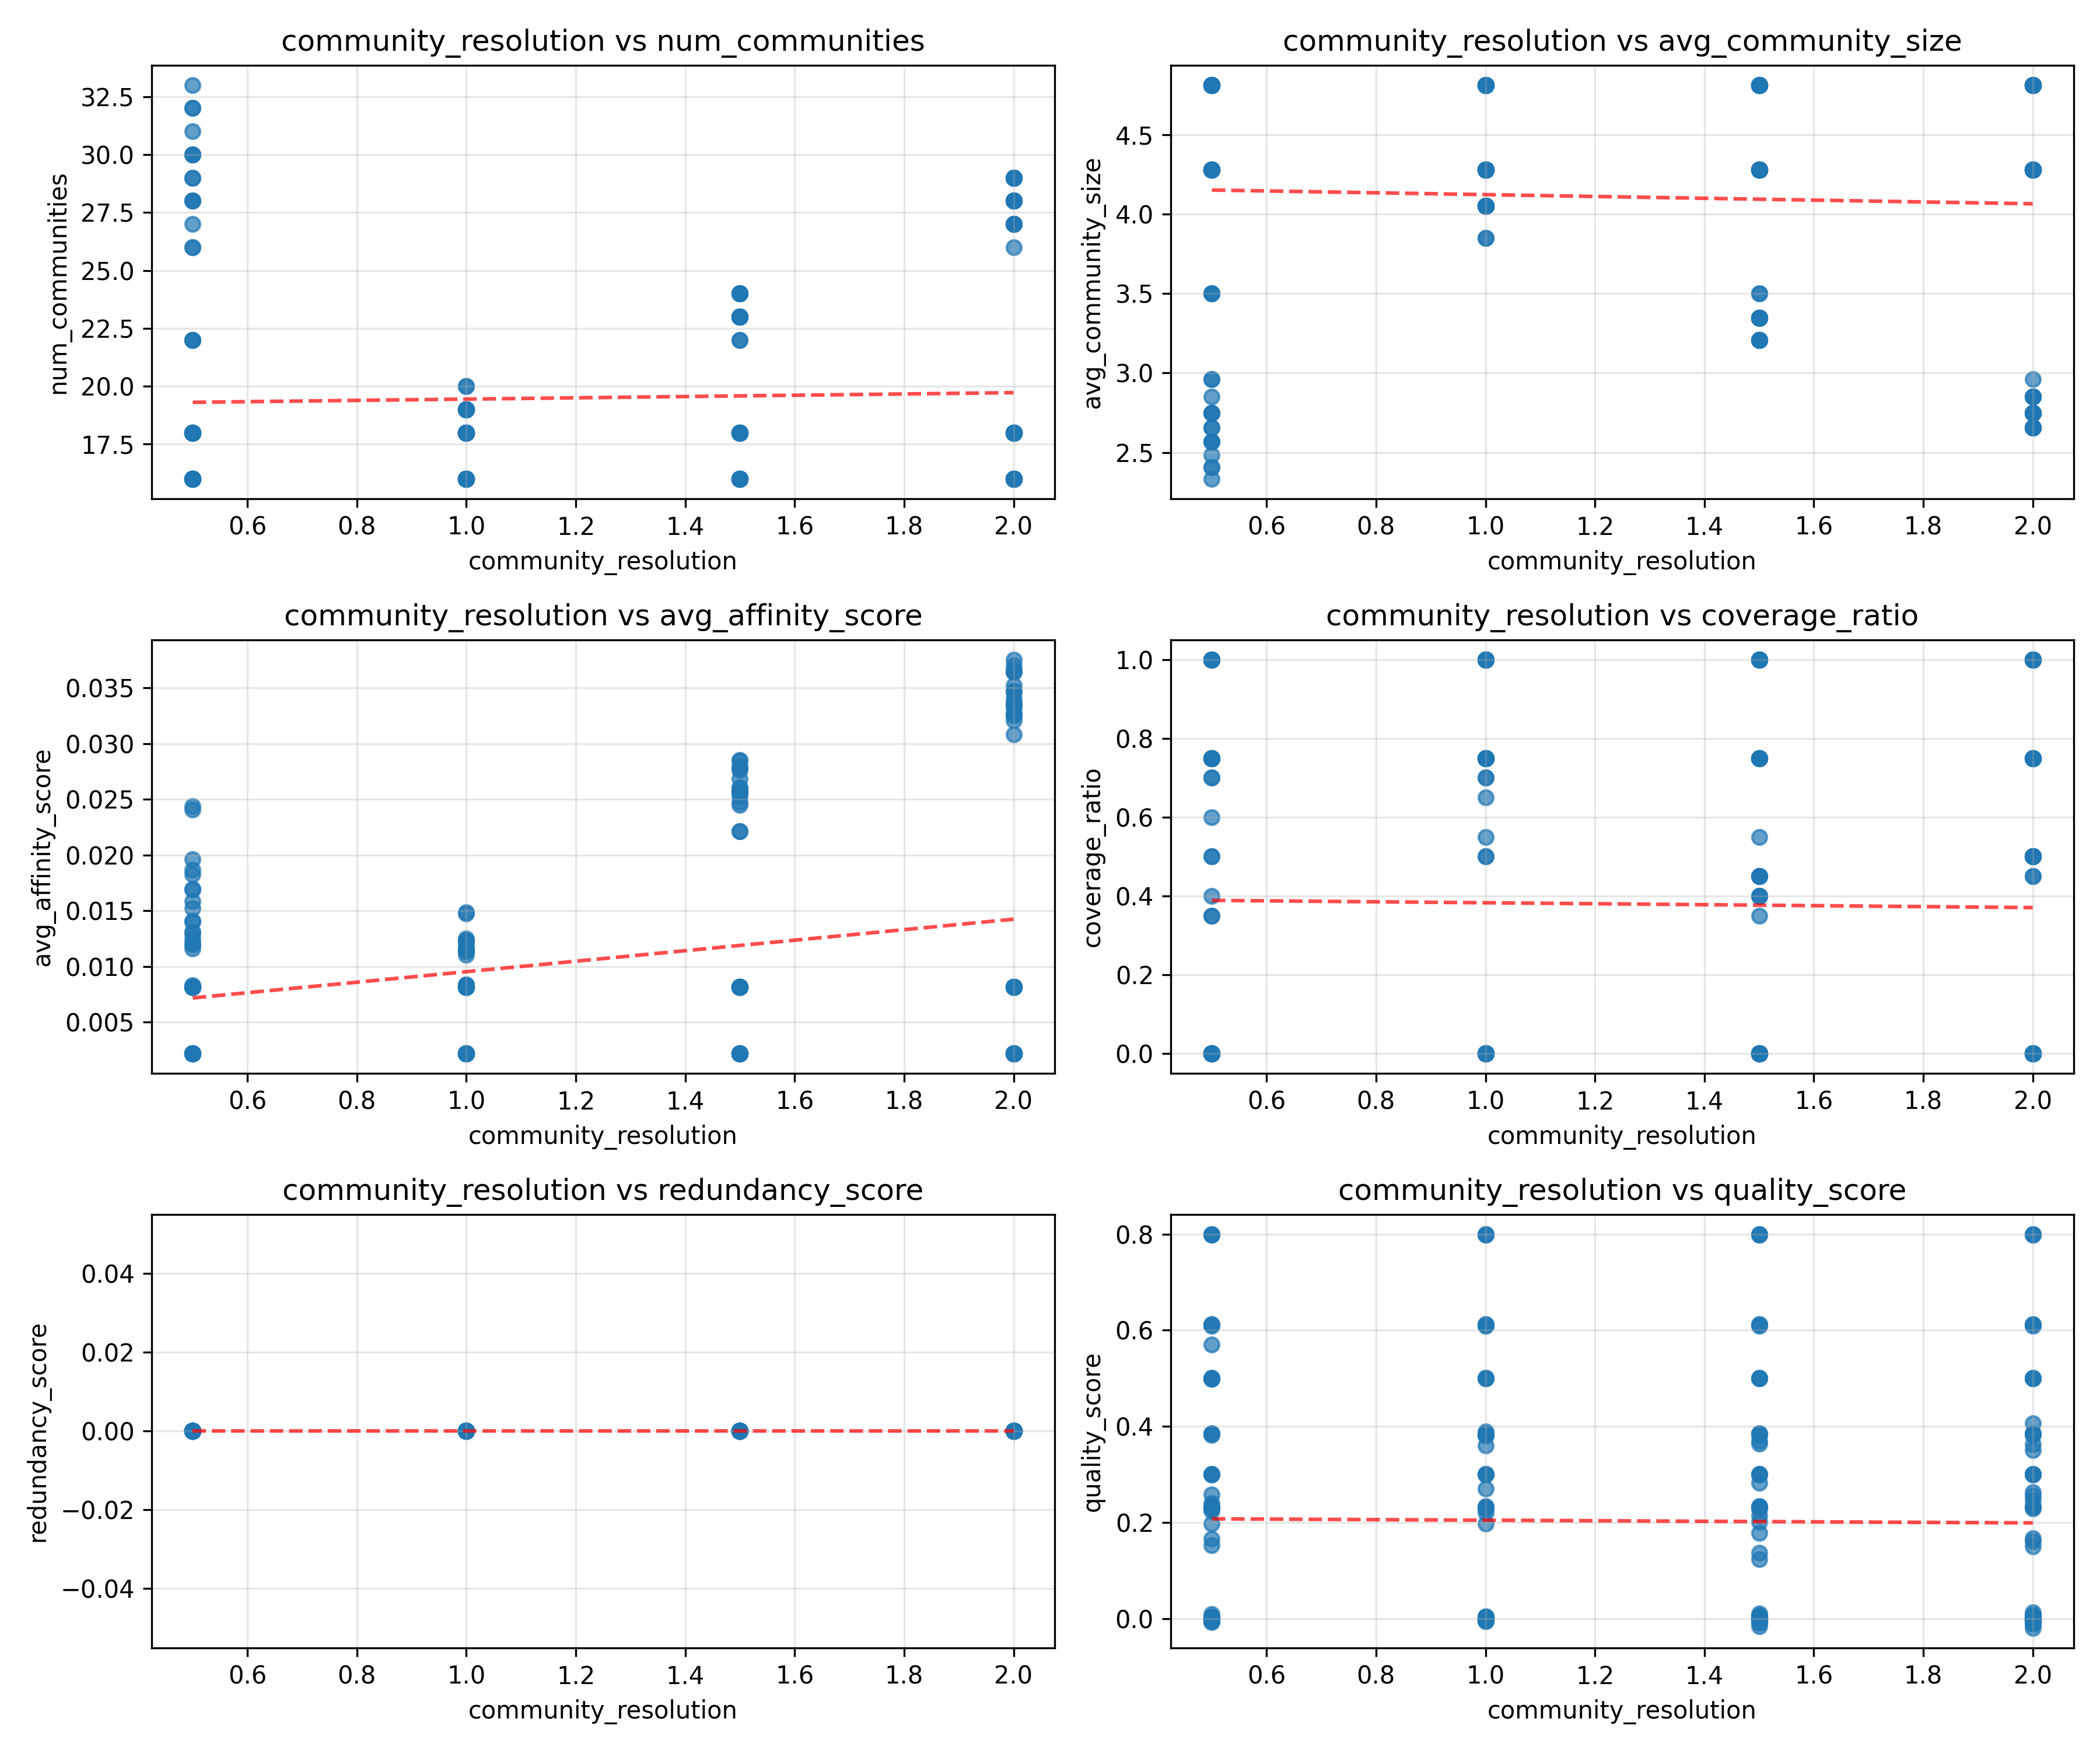 community_resolution vs num_communities
num_communities
32.5
30.0
27.5
25.0
22.5
20.0
17.5
0.6 0.8 1.0 1.2 1.4 1.6 1.8 2.0
community_resolution
community_resolution vs avg_community_size
avg_community_size
4.5
4.0
3.5
3.0
2.5
0.6 0.8 1.0 1.2 1.4 1.6 1.8 2.0
community_resolution
community_resolution vs avg_affinity_score
avg_affinity_score
0.035
0.030
0.025
0.020
0.015
0.010
0.005
0.6 0.8 1.0 1.2 1.4 1.6 1.8 2.0
community_resolution
community_resolution vs coverage_ratio
coverage_ratio
1.0
0.8
0.6
0.4
0.2
0.0
0.6 0.8 1.0 1.2 1.4 1.6 1.8 2.0
community_resolution
community_resolution vs redundancy_score
redundancy_score
0.04
0.02
0.00
−0.02
−0.04
0.6 0.8 1.0 1.2 1.4 1.6 1.8 2.0
community_resolution
community_resolution vs quality_score
quality_score
0.8
0.6
0.4
0.2
0.0
0.6 0.8 1.0 1.2 1.4 1.6 1.8 2.0
community_resolution